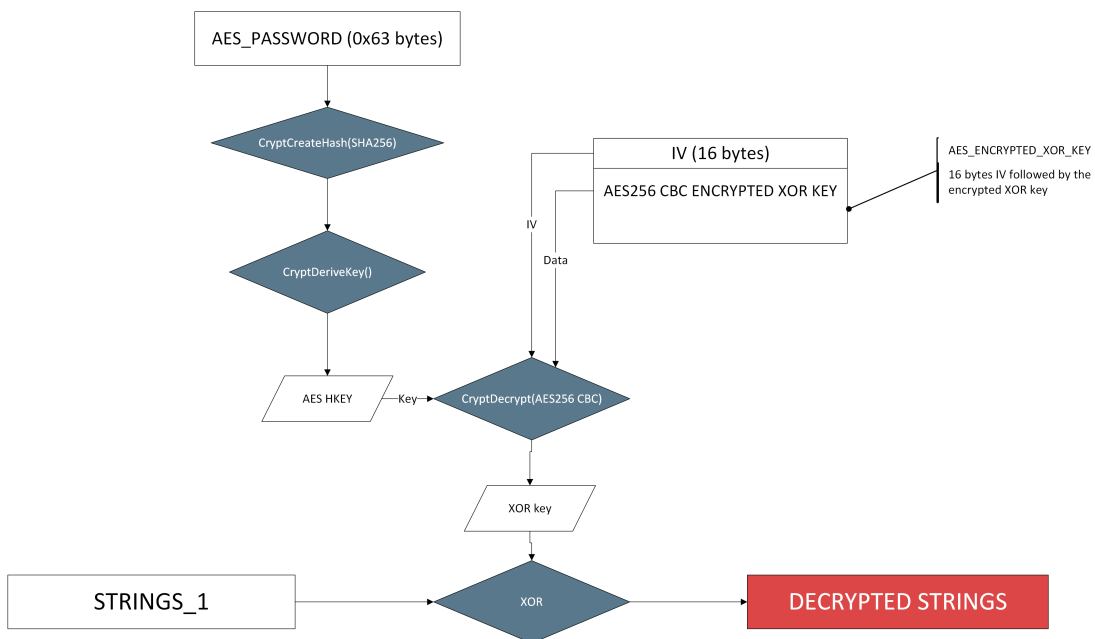 AES_PASSWORD (0x63 bytes)
CryptCreateHash(SHA256)
IV (16 bytes)
AES_ENCRYPTED_XOR_KEY
16 bytes IV followed by the
encrypted XOR key
AES256 CBC ENCRYPTED XOR KEY
IV
Data
CryptDeriveKey()
AES HKEY
Key
CryptDecrypt(AES256 CBC)
XOR key
STRINGS_1
XOR
DECRYPTED STRINGS